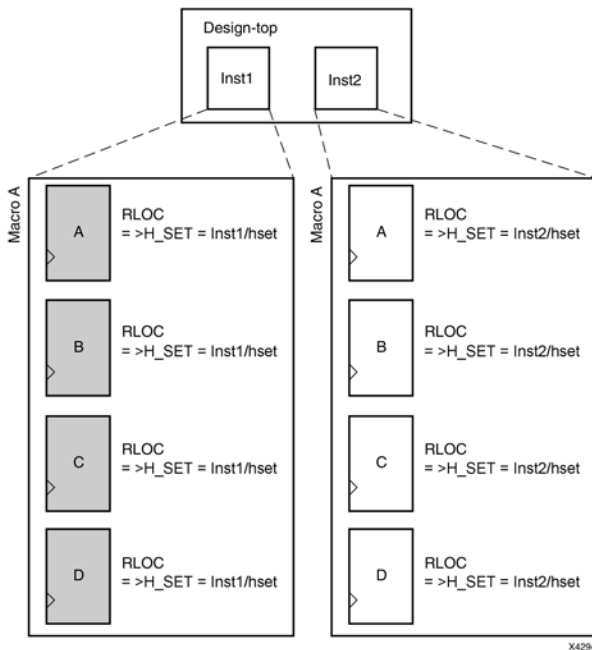 Design-top
Inst1
Inst2
Macro A
A
RLOC
= >H_SET = Inst1/hset
B
RLOC
= >H_SET = Inst1/hset
C
RLOC
= >H_SET = Inst1/hset
D
RLOC
= >H_SET = Inst1/hset
Macro A
A
RLOC
= >H_SET = Inst2/hset
B
RLOC
= >H_SET = Inst2/hset
C
RLOC
= >H_SET = Inst2/hset
D
RLOC
= >H_SET = Inst2/hset